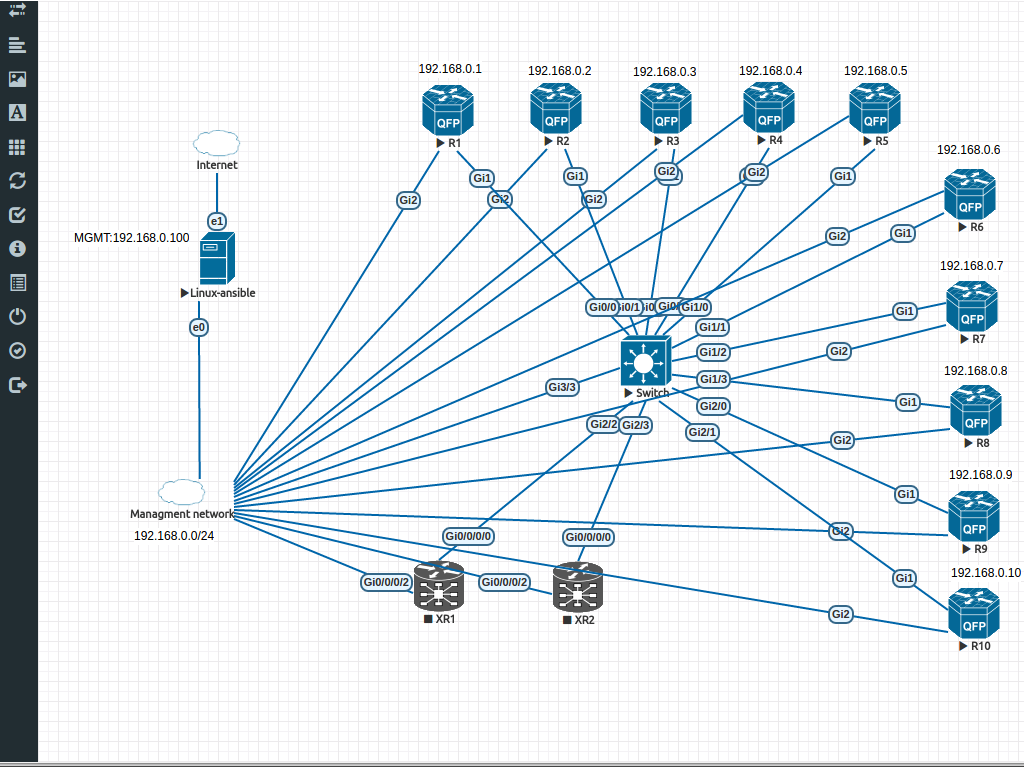 192.168.0.1
192.168.0.2
192.168.0.3
192.168.0.4
192.168.0.5
QFP
QFP
QFP
QFP
QFP
R1
R2
R3
R4
R5
192.168.0.6
QFP
R6
Internet
Gi2
Gi1
Gi2
Gi1
Gi2
Gi2
Gi2
Gi1
e1
MGMT:192.168.0.100
Linux-ansible
e0
Gi2
Gi1
192.168.0.7
QFP
R7
Gi0/0
Gi1/0
Gi1/1
Gi1
Gi1/2
Gi2
Switch
Gi3/3
Gi1/3
192.168.0.8
QFP
R8
Gi1
Gi2/0
Gi2/2
Gi2/3
Gi2/1
Gi2
192.168.0.9
QFP
R9
Gi1
Managment network
192.168.0.0/24
Gi2
Gi0/0/0/0
Gi0/0/0/0
Gi0/0/0/2
Gi0/0/0/2
XR1
XR2
Gi1
192.168.0.10
QFP
R10
Gi2